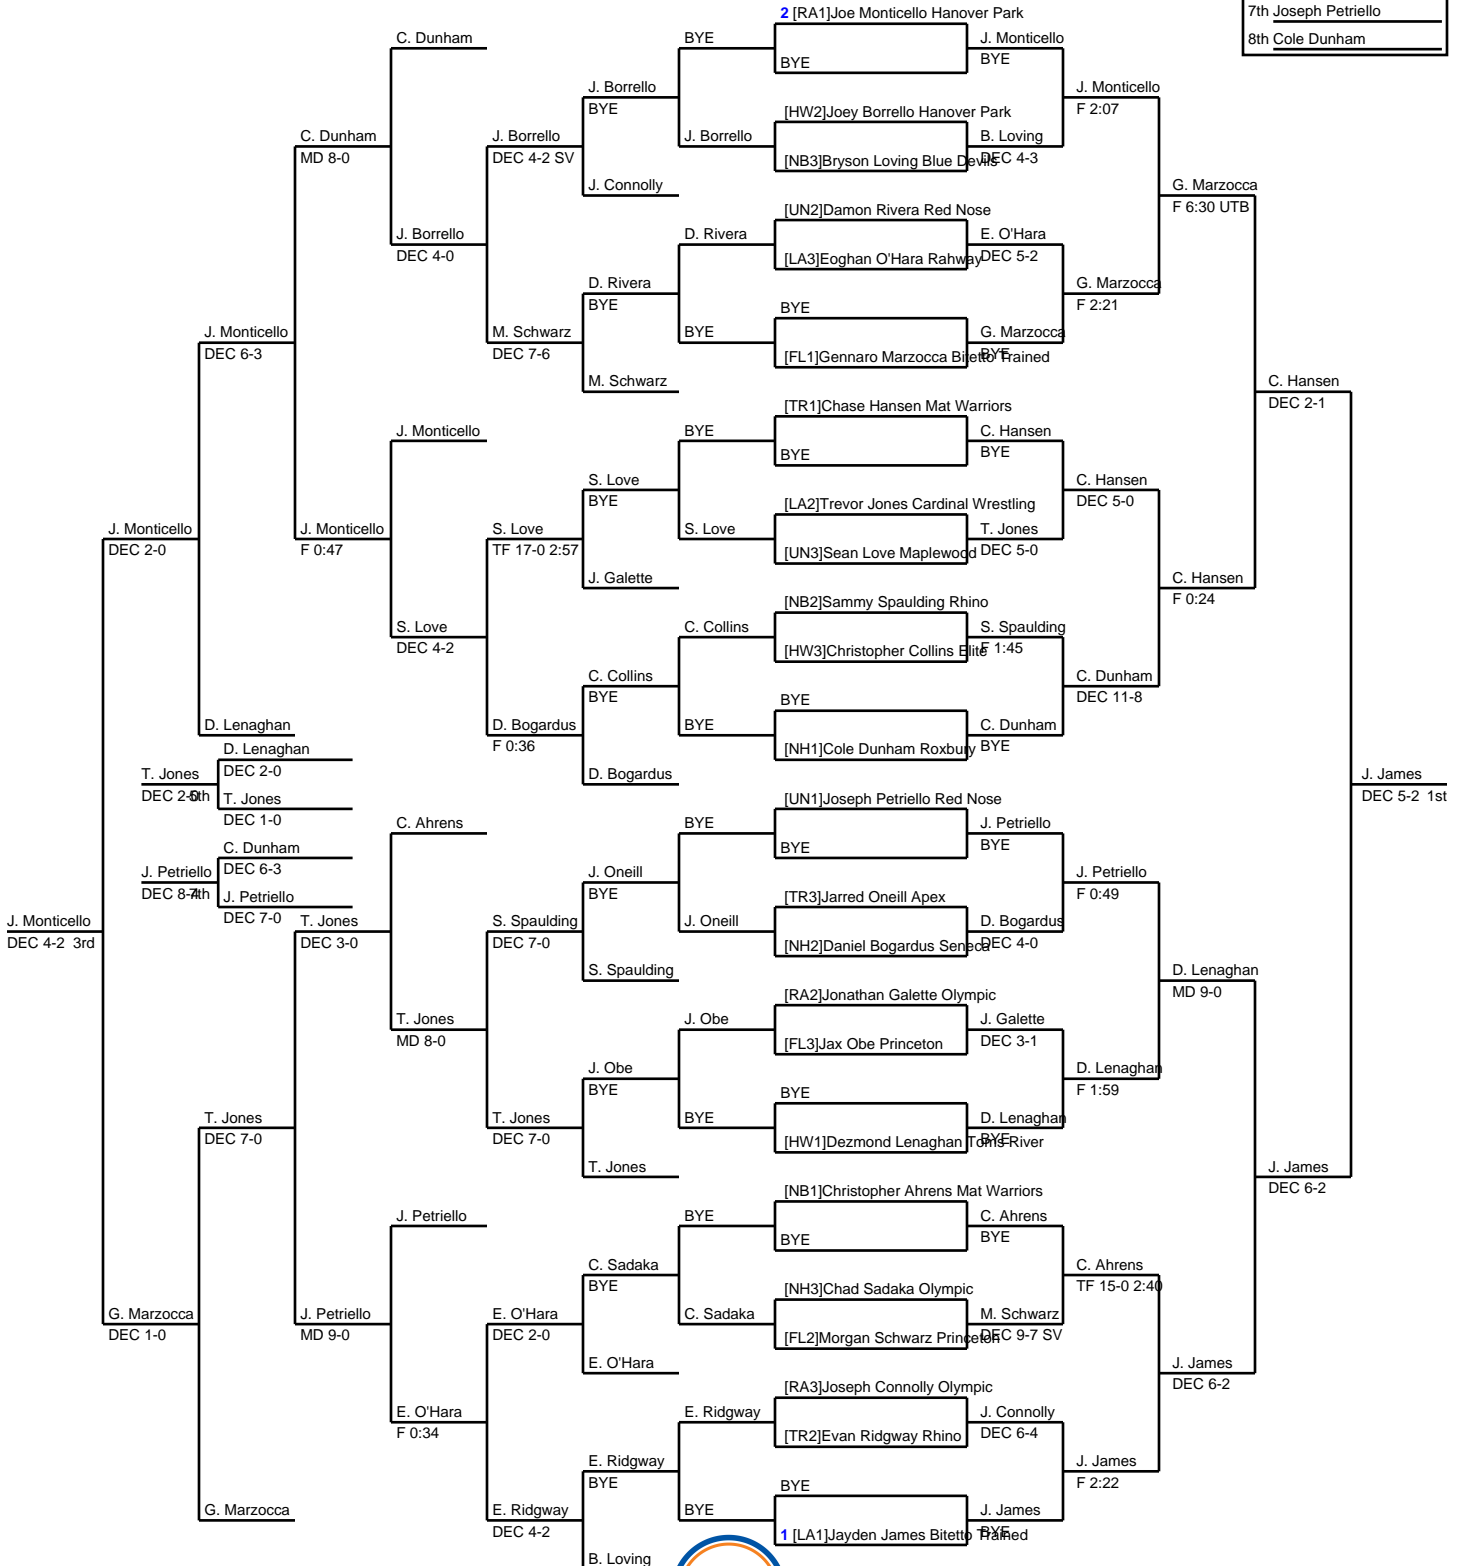 2 [RA1]Joe Monticello Hanover Park
BYE
[HW2]Joey Borrello Hanover Park
[NB3]Bryson Loving Blue Devils
[UN2]Damon Rivera Red Nose
[LA3]Eoghan O'Hara Rahway
BYE
[FL1]Gennaro Marzocca Bitetto Trained
[TR1]Chase Hansen Mat Warriors
BYE
[LA2]Trevor Jones Cardinal Wrestling
[UN3]Sean Love Maplewood
[NB2]Sammy Spaulding Rhino
[HW3]Christopher Collins Elite
BYE
[NH1]Cole Dunham Roxbury
[UN1]Joseph Petriello Red Nose
BYE
[TR3]Jarred Oneill Apex
[NH2]Daniel Bogardus Seneca
[RA2]Jonathan Galette Olympic
[FL3]Jax Obe Princeton
BYE
[HW1]Dezmond Lenaghan Toms River
[NB1]Christopher Ahrens Mat Warriors
BYE
[NH3]Chad Sadaka Olympic
[FL2]Morgan Schwarz Princeton
[RA3]Joseph Connolly Olympic
[TR2]Evan Ridgway Rhino
BYE
1 [LA1]Jayden James Bitetto Trained
J. Monticello
BYE
B. Loving
DEC 4-3
E. O'Hara
DEC 5-2
G. Marzocca
BYE
C. Hansen
BYE
T. Jones
DEC 5-0
S. Spaulding
F 1:45
C. Dunham
BYE
J. Petriello
BYE
D. Bogardus
DEC 4-0
J. Galette
DEC 3-1
D. Lenaghan
BYE
C. Ahrens
BYE
M. Schwarz
DEC 9-7 SV
J. Connolly
DEC 6-4
J. James
BYE
J. Monticello
F 2:07
G. Marzocca
F 2:21
C. Hansen
DEC 5-0
C. Dunham
DEC 11-8
J. Petriello
F 0:49
D. Lenaghan
F 1:59
C. Ahrens
TF 15-0 2:40
J. James
F 2:22
G. Marzocca
F 6:30 UTB
C. Hansen
F 0:24
D. Lenaghan
MD 9-0
J. James
DEC 6-2
C. Hansen
DEC 2-1
J. James
DEC 6-2
J. James
DEC 5-2 1st
7th Joseph Petriello
8th Cole Dunham
BYE
J. Borrello
D. Rivera
BYE
BYE
S. Love
C. Collins
BYE
BYE
J. Oneill
J. Obe
BYE
BYE
C. Sadaka
E. Ridgway
BYE
J. Borrello
BYE
J. Connolly
D. Rivera
BYE
M. Schwarz
S. Love
BYE
J. Galette
C. Collins
BYE
D. Bogardus
J. Oneill
BYE
S. Spaulding
J. Obe
BYE
T. Jones
C. Sadaka
BYE
E. O'Hara
E. Ridgway
BYE
B. Loving
J. Borrello
DEC 4-2 SV
M. Schwarz
DEC 7-6
S. Love
TF 17-0 2:57
D. Bogardus
F 0:36
S. Spaulding
DEC 7-0
T. Jones
DEC 7-0
E. O'Hara
DEC 2-0
E. Ridgway
DEC 4-2
C. Dunham
J. Borrello
DEC 4-0
J. Monticello
S. Love
DEC 4-2
C. Ahrens
T. Jones
MD 8-0
J. Petriello
E. O'Hara
F 0:34
C. Dunham
MD 8-0
J. Monticello
F 0:47
T. Jones
DEC 3-0
J. Petriello
MD 9-0
J. Monticello
DEC 6-3
D. Lenaghan
T. Jones
DEC 7-0
G. Marzocca
J. Monticello
DEC 2-0
G. Marzocca
DEC 1-0
J. Monticello
DEC 4-2 3rd
D. Lenaghan
DEC 2-0
T. Jones
DEC 1-0
T. Jones
DEC 2-0 5th
C. Dunham
DEC 6-3
J. Petriello
DEC 7-0
J. Petriello
DEC 8-4 7th